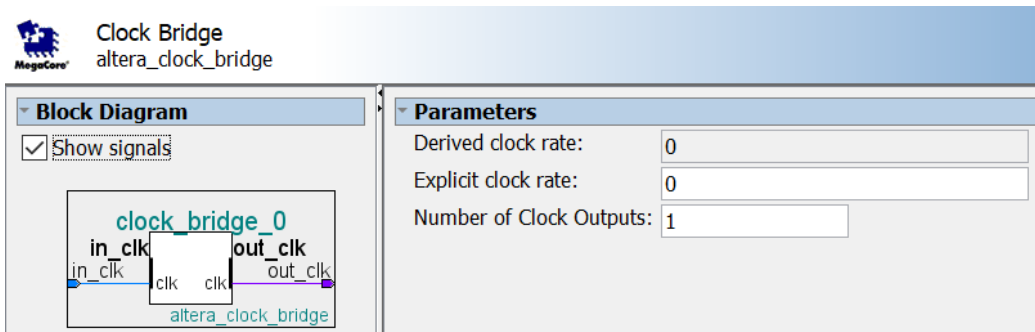 Clock Bridge
altera_clock_bridge
MegaCore®
Block Diagram
Show signals
clock_bridge_0
in_clk out_clk
in_clk out_clk
clk clk
altera_clock_bridge
Parameters
Derived clock rate: 0
Explicit clock rate: 0
Number of Clock Outputs: 1